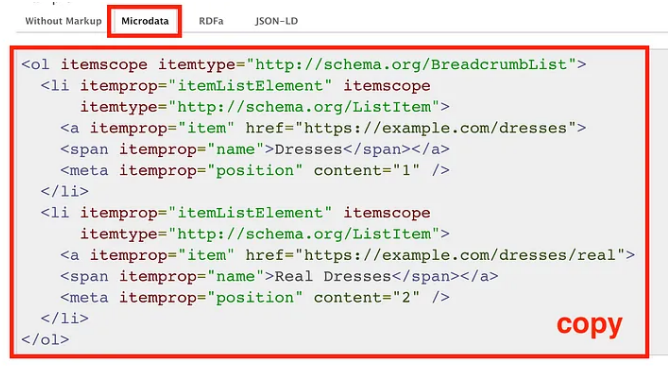 Without Markup Microdata RDFa JSON-LD
<ol itemscope itemtype="http://schema.org/BreadcrumbList">
  <li itemprop="itemListElement" itemscope
      itemtype="http://schema.org/ListItem">
    <a itemprop="item" href="https://example.com/dresses">
    <span itemprop="name">Dresses</span></a>
    <meta itemprop="position" content="1" />
  </li>
  <li itemprop="itemListElement" itemscope
      itemtype="http://schema.org/ListItem">
    <a itemprop="item" href="https://example.com/dresses/real">
    <span itemprop="name">Real Dresses</span></a>
    <meta itemprop="position" content="2" />
  </li>
</ol>
copy